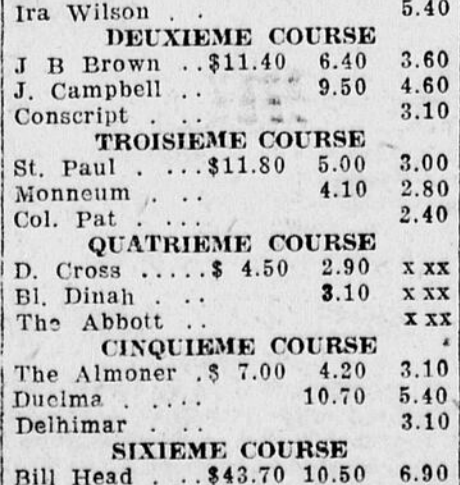 Ira Wilson . . 5.40
DEUXIEME COURSE
J B Brown . . $11.40 6.40 3.60
J. Campbell . . 9.50 4.60
Conscript . . . 3.10
TROISIEME COURSE
St. Paul . . . . $11.80 5.00 3.00
Monneum . . . 4.10 2.80
Col. Pat . . . . 2.40
QUATRIEME COURSE
D. Cross . . . . . $ 4.50 2.90 x xx
Bl. Dinah . . . 3.10 x xx
The Abbott . . x xx
CINQUIEME COURSE
The Almoner . $ 7.00 4.20 3.10
Duelma . . . . 10.70 5.40
Delhimar . . . 3.10
SIXIEME COURSE
Bill Head . . . $43.70 10.50 6.90